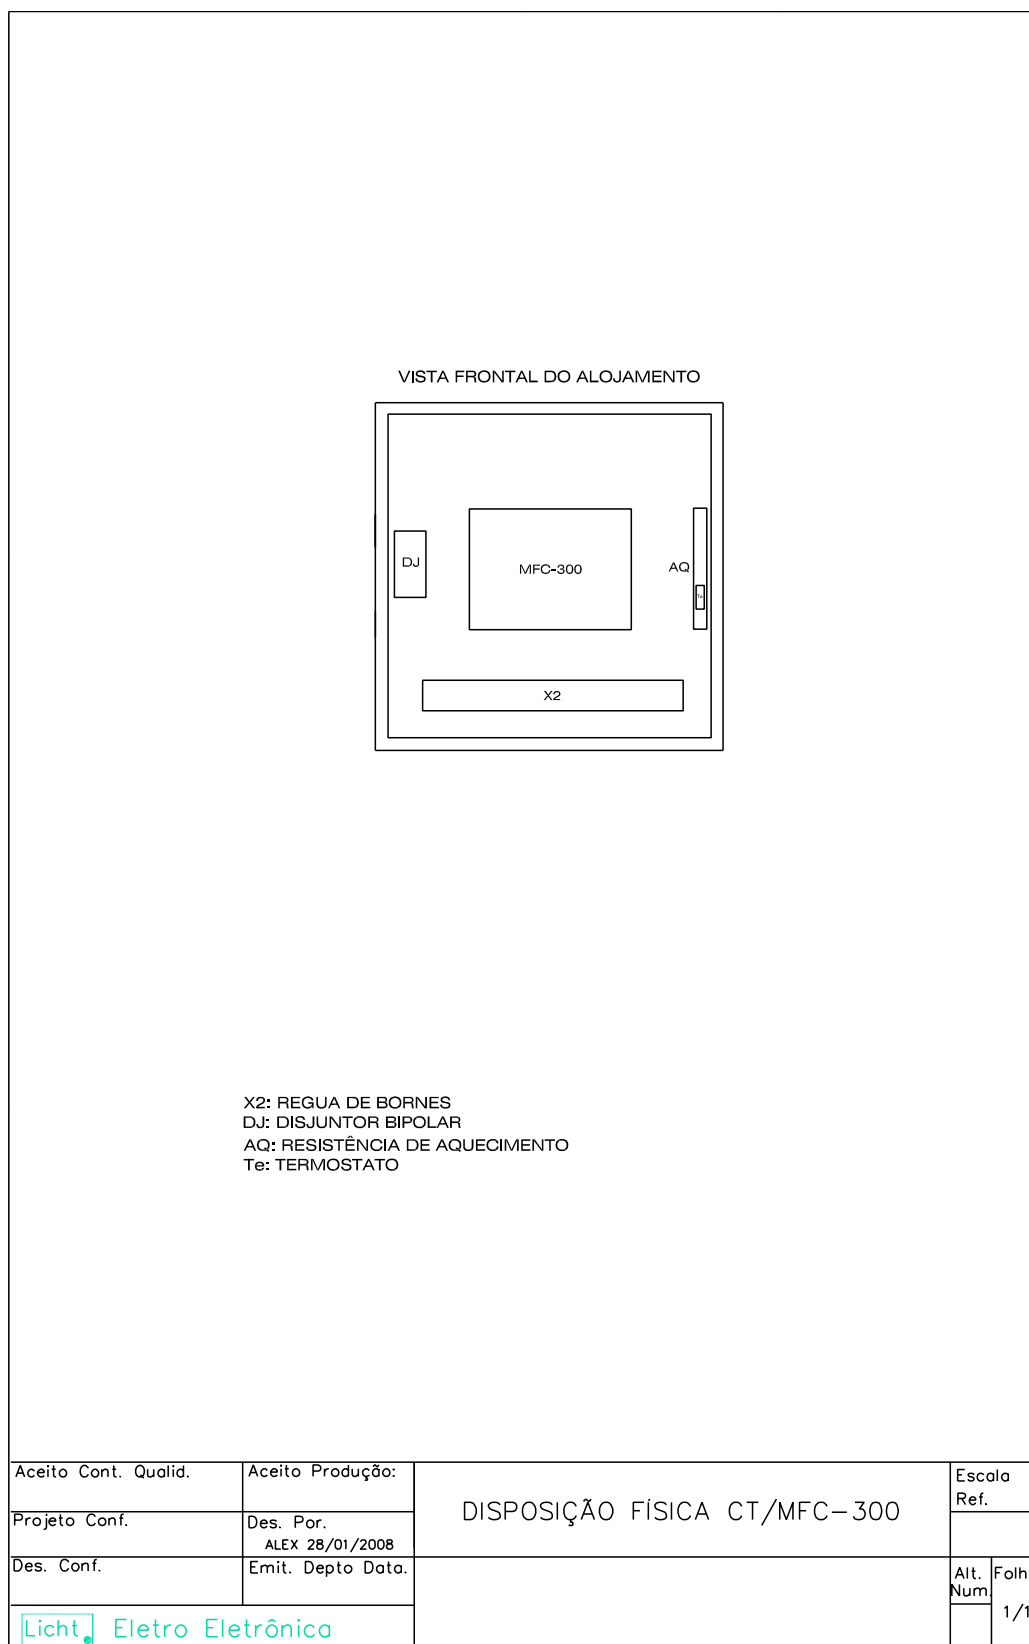 VISTA FRONTAL DO ALOJAMENTO
DJ
MFC-300
AQ
Te
X2
X2: REGUA DE BORNES
DJ: DISJUNTOR BIPOLAR
AQ: RESISTÊNCIA DE AQUECIMENTO
Te: TERMOSTATO
Aceito Cont. Qualid.
Aceito Produção:
DISPOSIÇÃO FÍSICA CT/MFC-300
Escala
Ref.
Projeto Conf.
Des. Por.
ALEX 28/01/2008
Des. Conf.
Emit. Depto Data.
Alt.
Num.
Folh
1/1
Licht Eletro Eletrônica